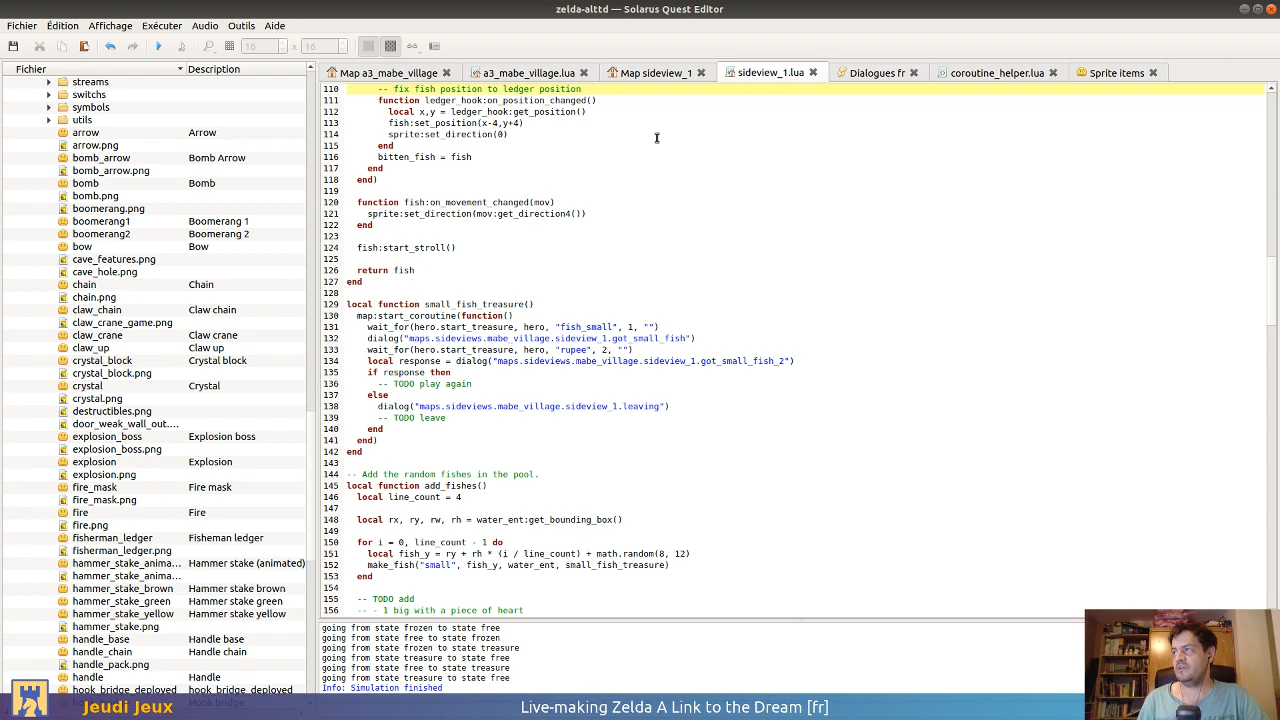 zelda-alttd — Solarus Quest Editor
Fichier Édition Affichage Exécuter Audio Outils Aide
16 x 16
Fichier Description
Map a3_mabe_village a3_mabe_village.lua Map sideview_1 sideview_1.lua Dialogues fr coroutine_helper.lua Sprite items
streams
switchs
symbols
utils
arrow Arrow
arrow.png
bomb_arrow Bomb Arrow
bomb_arrow.png
bomb Bomb
bomb.png
boomerang.png
boomerang1 Boomerang 1
boomerang2 Boomerang 2
bow Bow
cave_features.png
cave_hole.png
chain Chain
chain.png
claw_chain Claw chain
claw_crane_game.png
claw_crane Claw crane
claw_up Claw up
crystal_block Crystal block
crystal_block.png
crystal Crystal
crystal.png
destructibles.png
door_weak_wall_out....
explosion_boss Explosion boss
explosion_boss.png
explosion Explosion
explosion.png
fire_mask Fire mask
fire_mask.png
fire Fire
fire.png
fisherman_ledger Fisheman ledger
fisherman_ledger.png
hammer_stake_animat... Hammer stake (animated)
hammer_stake_anima...
hammer_stake_brown Hammer stake brown
hammer_stake_green Hammer stake green
hammer_stake_yellow Hammer stake yellow
hammer_stake.png
handle_base Handle base
handle_chain Handle chain
handle_pack.png
handle Handle
hook_bridge_deployed hook_bridge_deployed
110 -- fix fish position to ledger position
111 function ledger_hook:on_position_changed()
112 local x,y = ledger_hook:get_position()
113 fish:set_position(x-4,y+4)
114 sprite:set_direction(0)
115 end
116 bitten_fish = fish
117 end
118 end)
119
120 function fish:on_movement_changed(mov)
121 sprite:set_direction(mov:get_direction4())
122 end
123
124 fish:start_stroll()
125
126 return fish
127 end
128
129 local function small_fish_treasure()
130 map:start_coroutine(function()
131 wait_for(hero.start_treasure, hero, "fish_small", 1, "")
132 dialog("maps.sideviews.mabe_village.sideview_1.got_small_fish")
133 wait_for(hero.start_treasure, hero, "rupee", 2, "")
134 local response = dialog("maps.sideviews.mabe_village.sideview_1.got_small_fish_2")
135 if response then
136 -- TODO play again
137 else
138 dialog("maps.sideviews.mabe_village.sideview_1.leaving")
139 -- TODO leave
140 end
141 end)
142 end
143
144 -- Add the random fishes in the pool.
145 local function add_fishes()
146 local line_count = 4
147
148 local rx, ry, rw, rh = water_ent:get_bounding_box()
149
150 for i = 0, line_count - 1 do
151 local fish_y = ry + rh * (i / line_count) + math.random(8, 12)
152 make_fish("small", fish_y, water_ent, small_fish_treasure)
153 end
154
155 -- TODO add
156 -- - 1 big with a piece of heart
going from state frozen to state free
going from state free to state frozen
going from state frozen to state treasure
going from state treasure to state free
going from state free to state treasure
going from state treasure to state free
Info: Simulation finished
Jeudi Jeux
Live-making Zelda A Link to the Dream [fr]